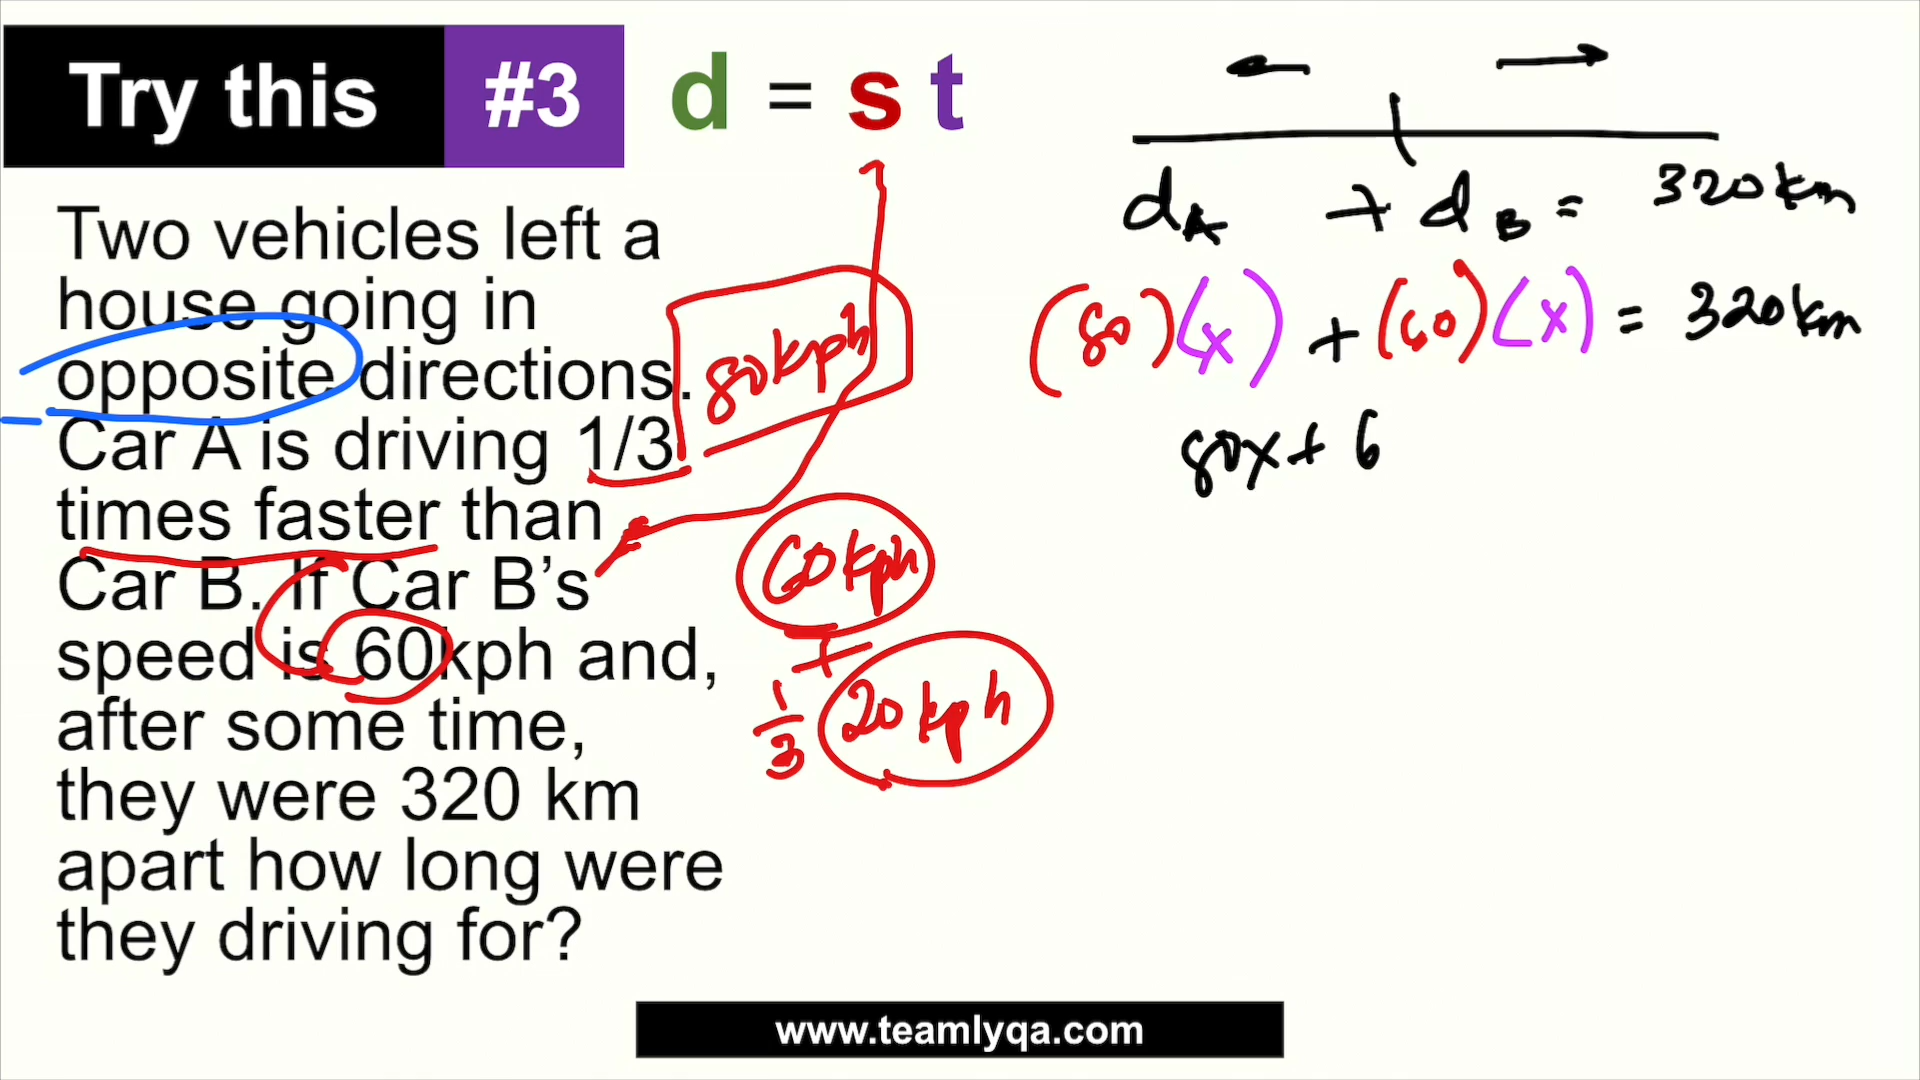 Try this #3 d = s t
Two vehicles left a
house going in
opposite directions.
Car A is driving 1/3
times faster than
Car B. If Car B’s
speed is 60kph and,
after some time,
they were 320 km
apart how long were
they driving for?
80kph
60kph
+
1/3 20kph
dA + dB = 320km
(80)(x) + (60)(x) = 320km
80x + 6
www.teamlyqa.com